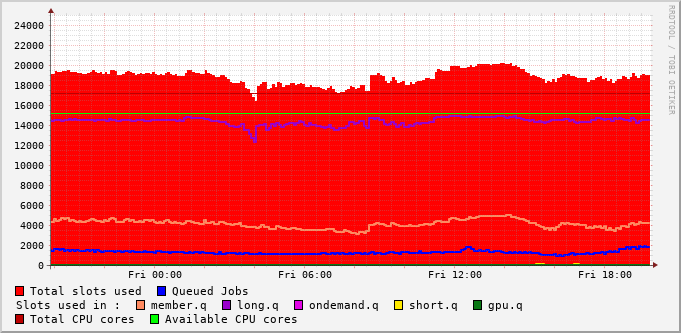 RRDTOOL / TOBI OETIKER
24000
22000
20000
18000
16000
14000
12000
10000
8000
6000
4000
2000
0
Fri 00:00 Fri 06:00 Fri 12:00 Fri 18:00
Total slots used Queued Jobs
Slots used in : member.q long.q ondemand.q short.q gpu.q
Total CPU cores Available CPU cores